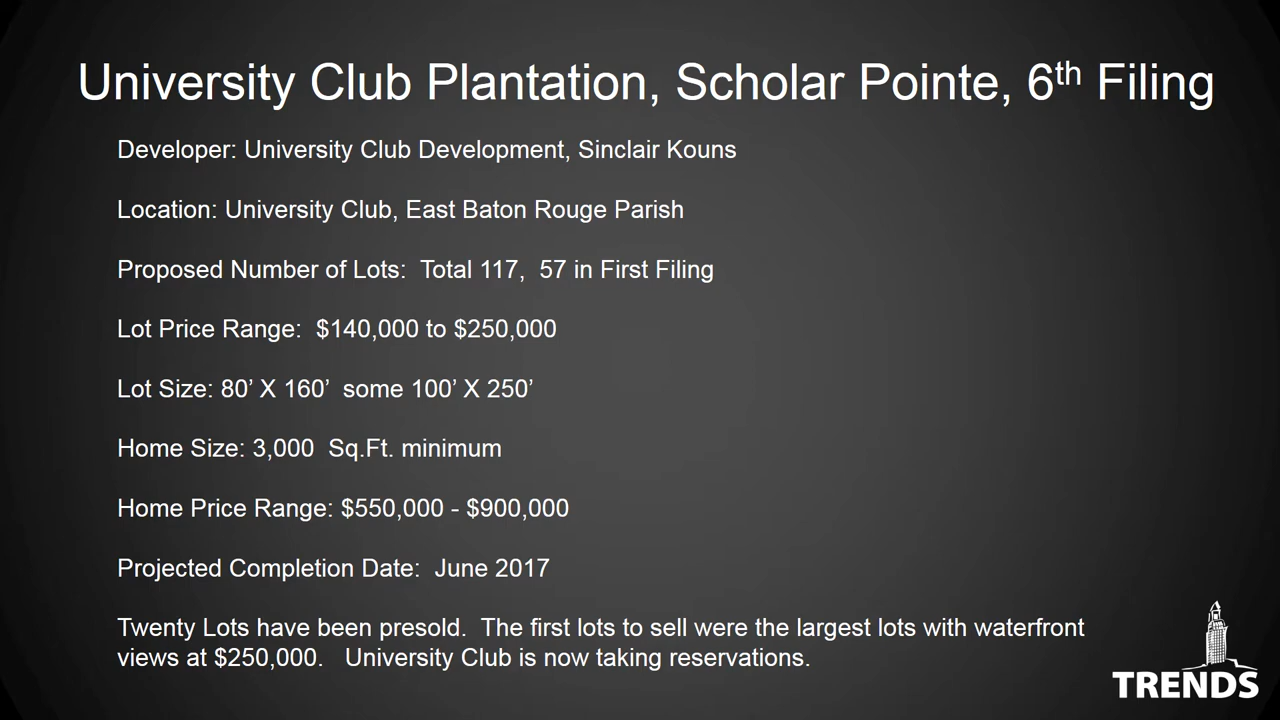 University Club Plantation, Scholar Pointe, 6th Filing
Developer: University Club Development, Sinclair Kouns
Location: University Club, East Baton Rouge Parish
Proposed Number of Lots:  Total 117,  57 in First Filing
Lot Price Range:  $140,000 to $250,000
Lot Size: 80’ X 160’  some 100’ X 250’
Home Size: 3,000  Sq.Ft. minimum
Home Price Range: $550,000 - $900,000
Projected Completion Date:  June 2017
Twenty Lots have been presold.  The first lots to sell were the largest lots with waterfront
views at $250,000.   University Club is now taking reservations.
TRENDS